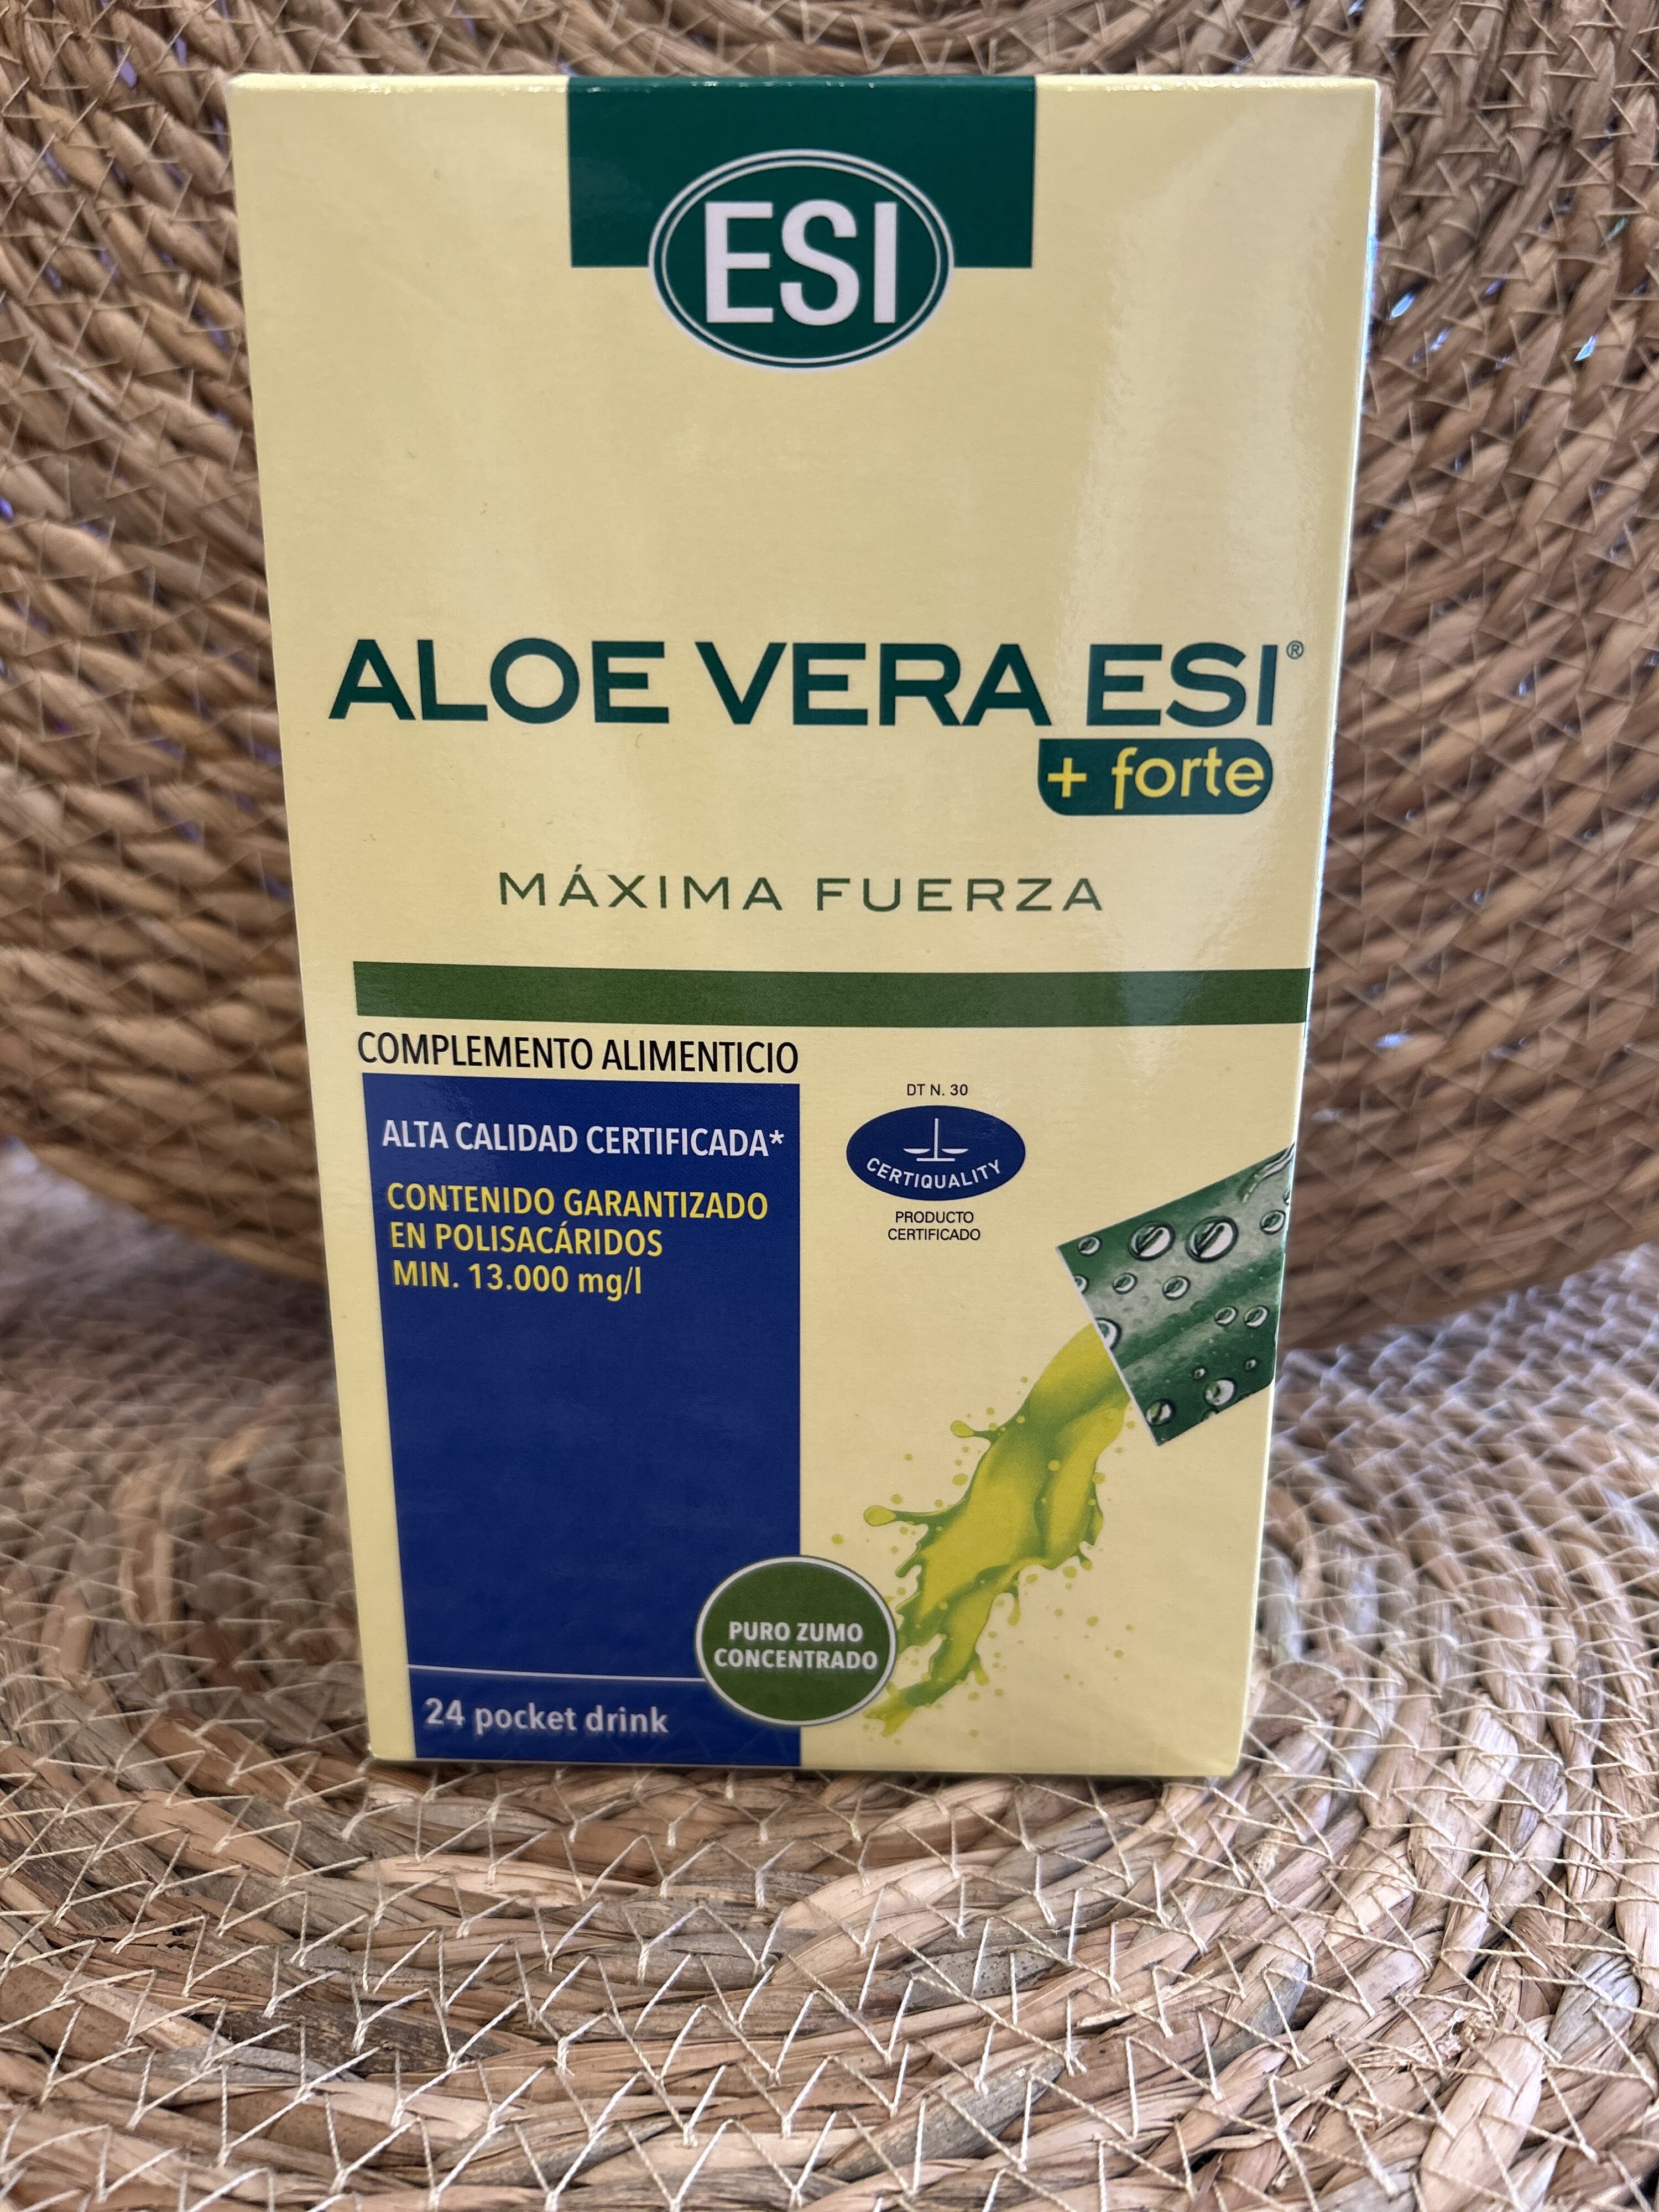 ESI
ALOE VERA ESI®
+ forte
MÁXIMA FUERZA
COMPLEMENTO ALIMENTICIO
ALTA CALIDAD CERTIFICADA*
CONTENIDO GARANTIZADO
EN POLISACÁRIDOS
MIN. 13.000 mg/l
DT N. 30
CERTIQUALITY
PRODUCTO
CERTIFICADO
PURO ZUMO
CONCENTRADO
24 pocket drink